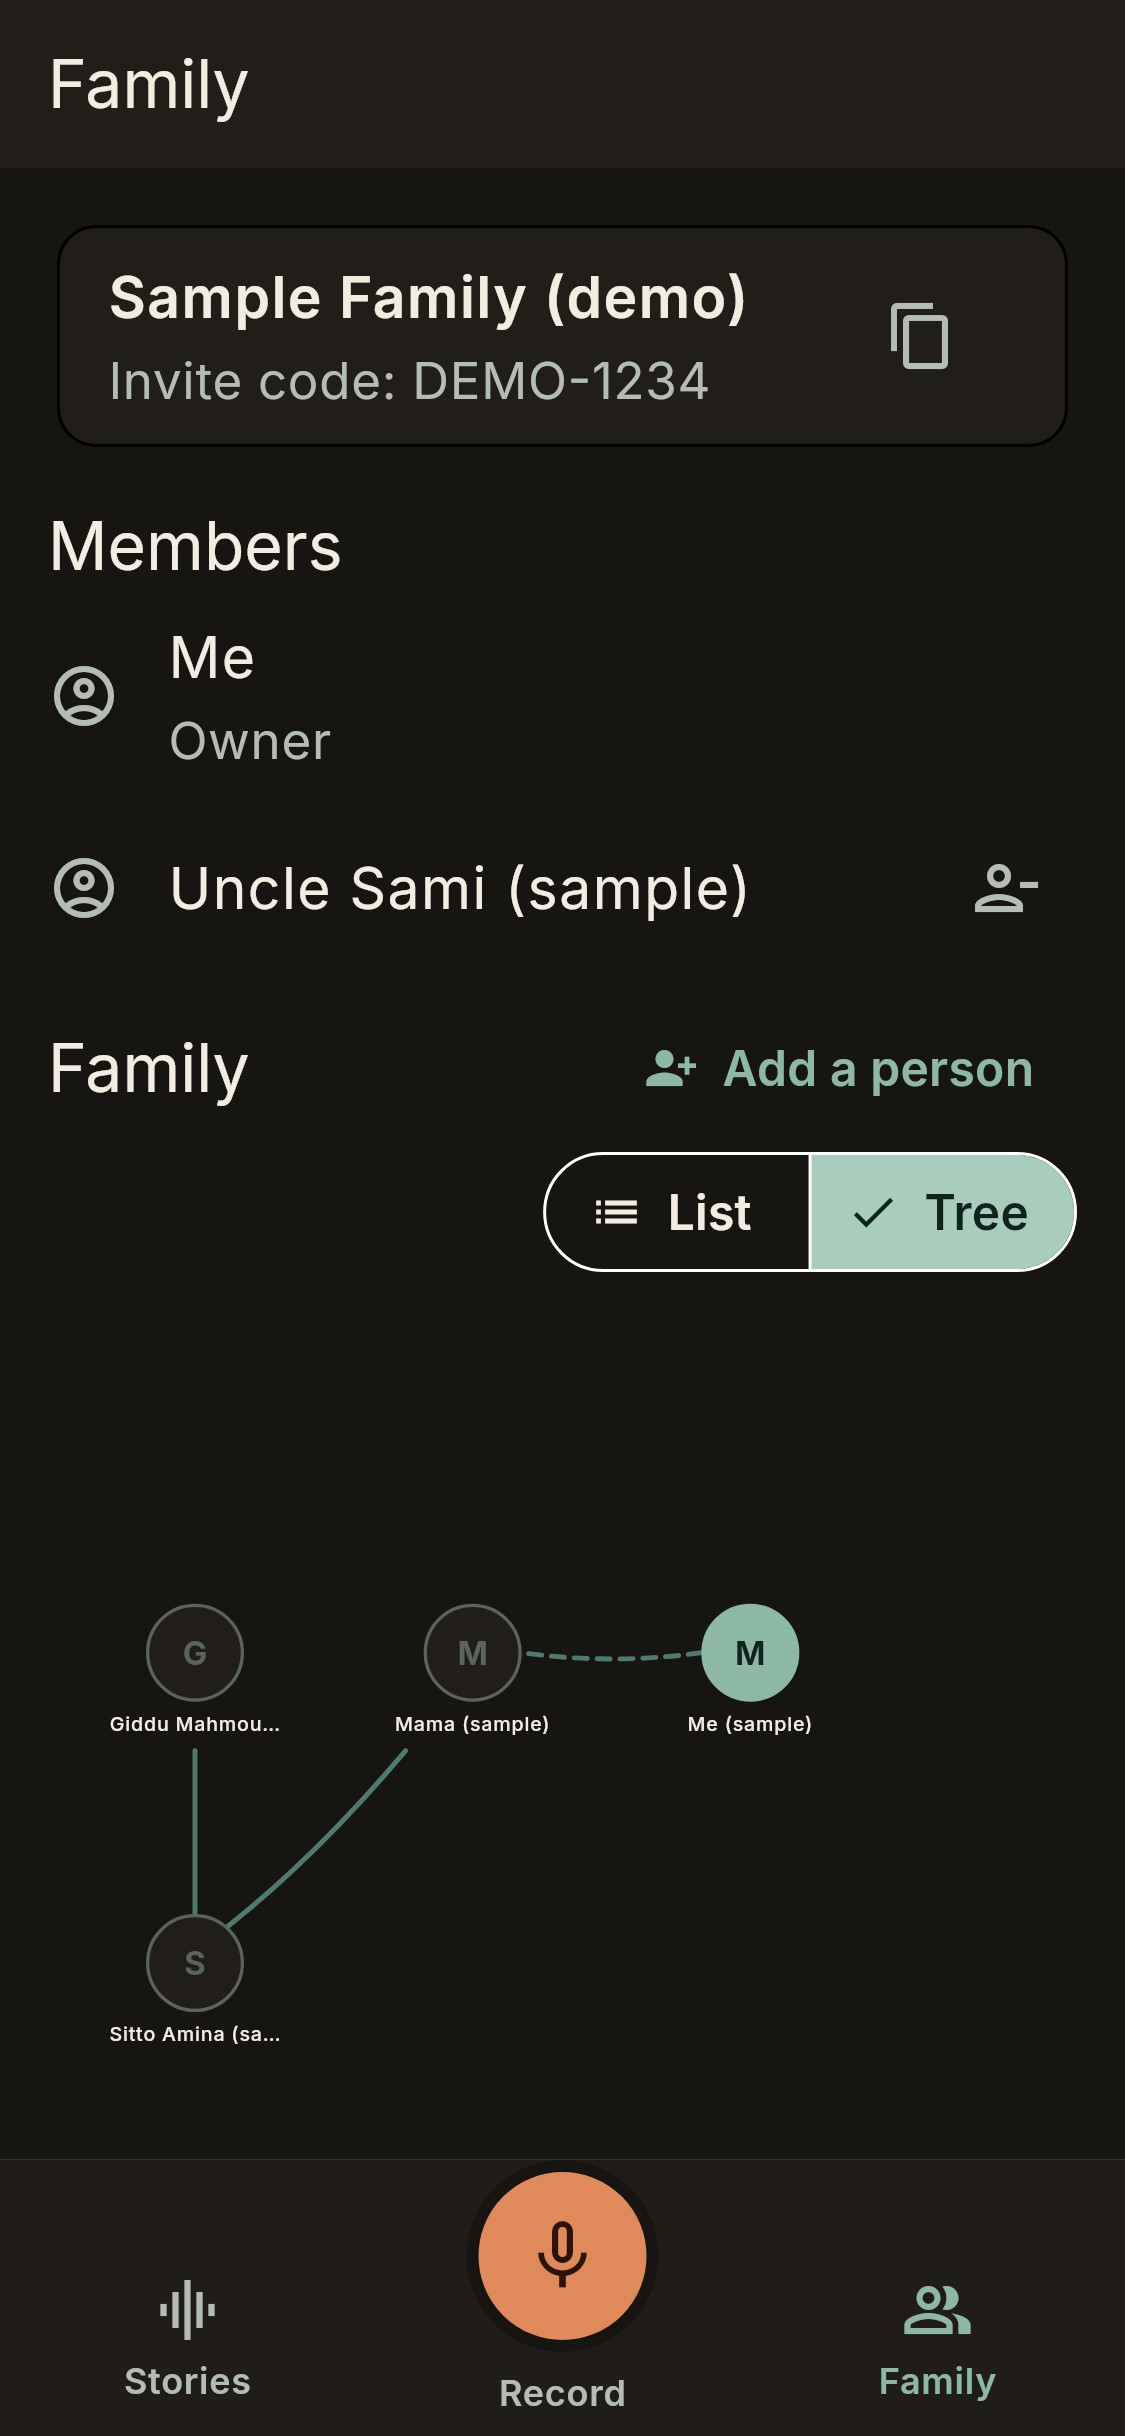 Family
Sample Family (demo)
Invite code: DEMO-1234
Members
Me
Owner
Uncle Sami (sample)
Family
Add a person
List
Tree
G
M
M
Giddu Mahmou...
Mama (sample)
Me (sample)
S
Sitto Amina (sa...
Stories
Record
Family